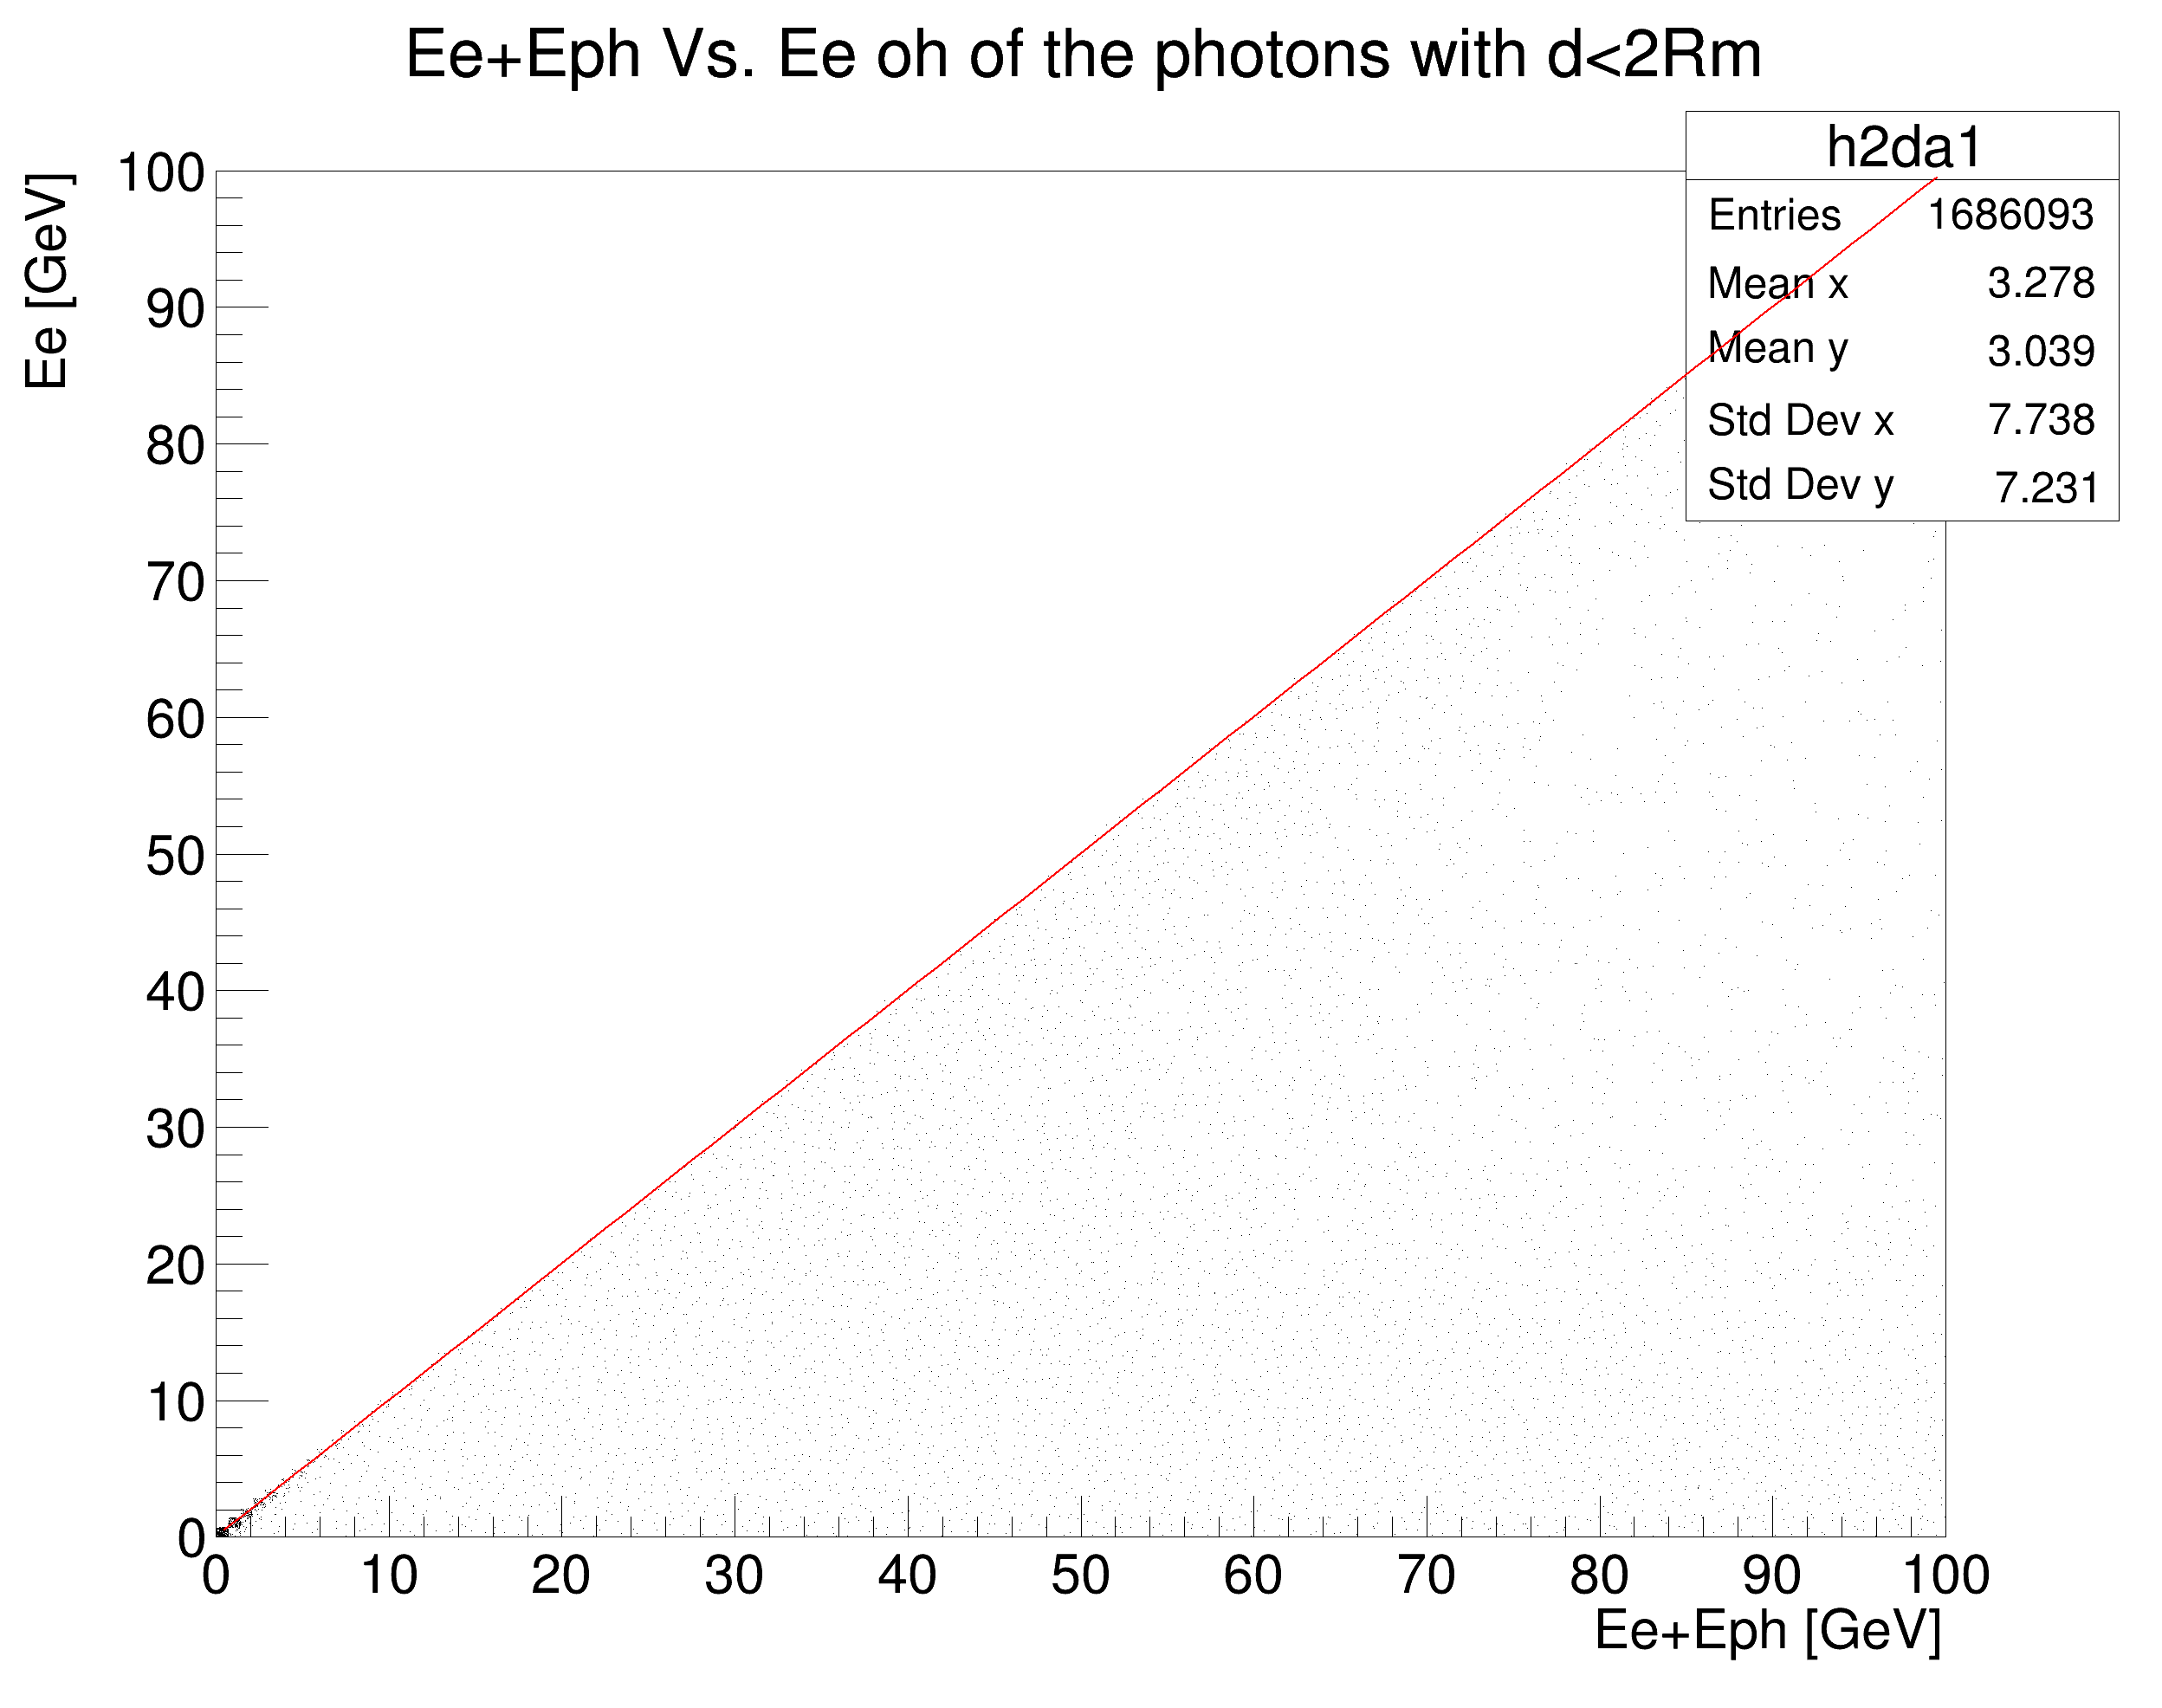 Ee+Eph Vs. Ee oh of the photons with d<2Rm
h2da1
Entries 1686093
Mean x 3.278
Mean y 3.039
Std Dev x 7.738
Std Dev y 7.231
Ee [GeV]
100
90
80
70
60
50
40
30
20
10
0
0 10 20 30 40 50 60 70 80 90 100
Ee+Eph [GeV]